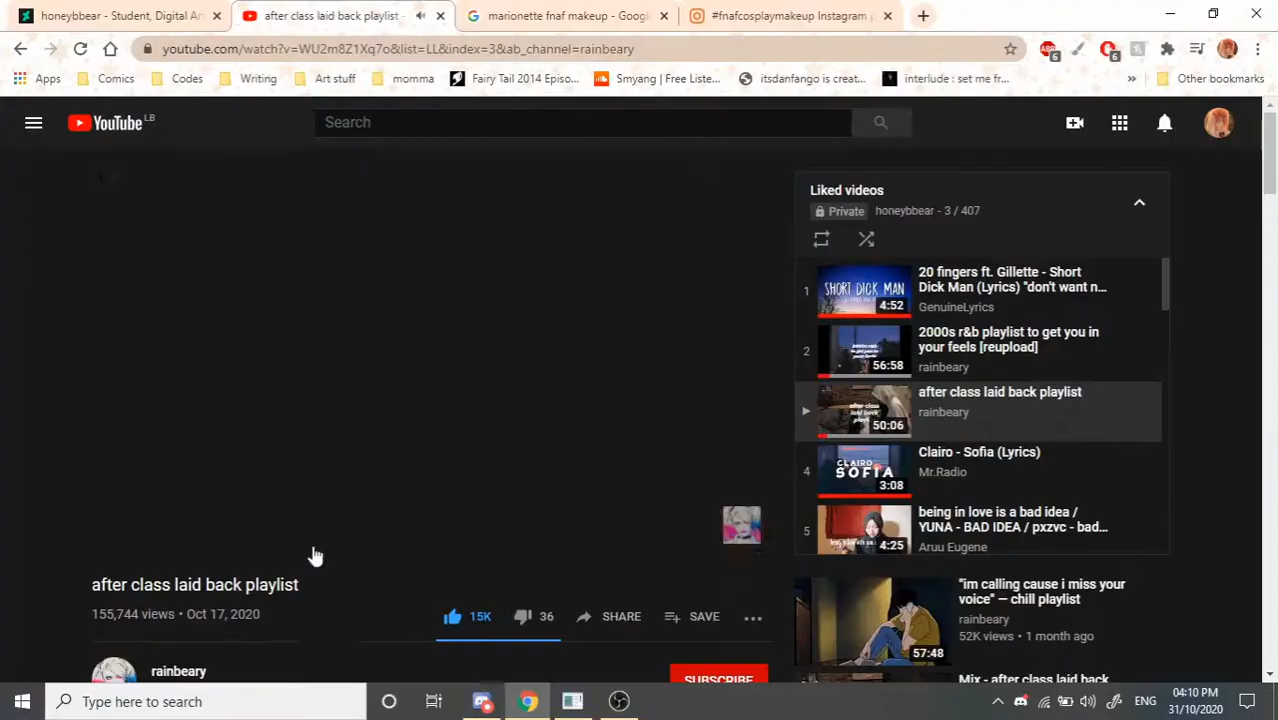 honeybbear - Student, Digital Ar
after class laid back playlist -
marionette fnaf makeup - Google
#fnafcosplaymakeup Instagram p
youtube.com/watch?v=WU2m8Z1Xq7o&list=LL&index=3&ab_channel=rainbeary
ABP
6
6
Apps
Comics
Codes
Writing
Art stuff
momma
Fairy Tail 2014 Episo...
Smyang | Free Liste...
itsdanfango is creat...
interlude : set me fr...
»
Other bookmarks
YouTube LB
Search
Liked videos
Private
honeybbear - 3 / 407
1
SHORT DICK MAN
4:52
20 fingers ft. Gillette - Short
Dick Man (Lyrics) "don't want n...
GenuineLyrics
2
56:58
2000s r&b playlist to get you in
your feels [reupload]
rainbeary
after class
laid back
playlist
50:06
after class laid back playlist
rainbeary
4
CLAIRO
SOFIA
3:08
Clairo - Sofia (Lyrics)
Mr.Radio
5
4:25
being in love is a bad idea /
YUNA - BAD IDEA / pxzvc - bad...
Aruu Eugene
after class laid back playlist
155,744 views • Oct 17, 2020
15K
36
SHARE
SAVE
rainbeary
SUBSCRIBE
57:48
"im calling cause i miss your
voice" — chill playlist
rainbeary
52K views • 1 month ago
Mix - after class laid back
Type here to search
ENG
04:10 PM
31/10/2020